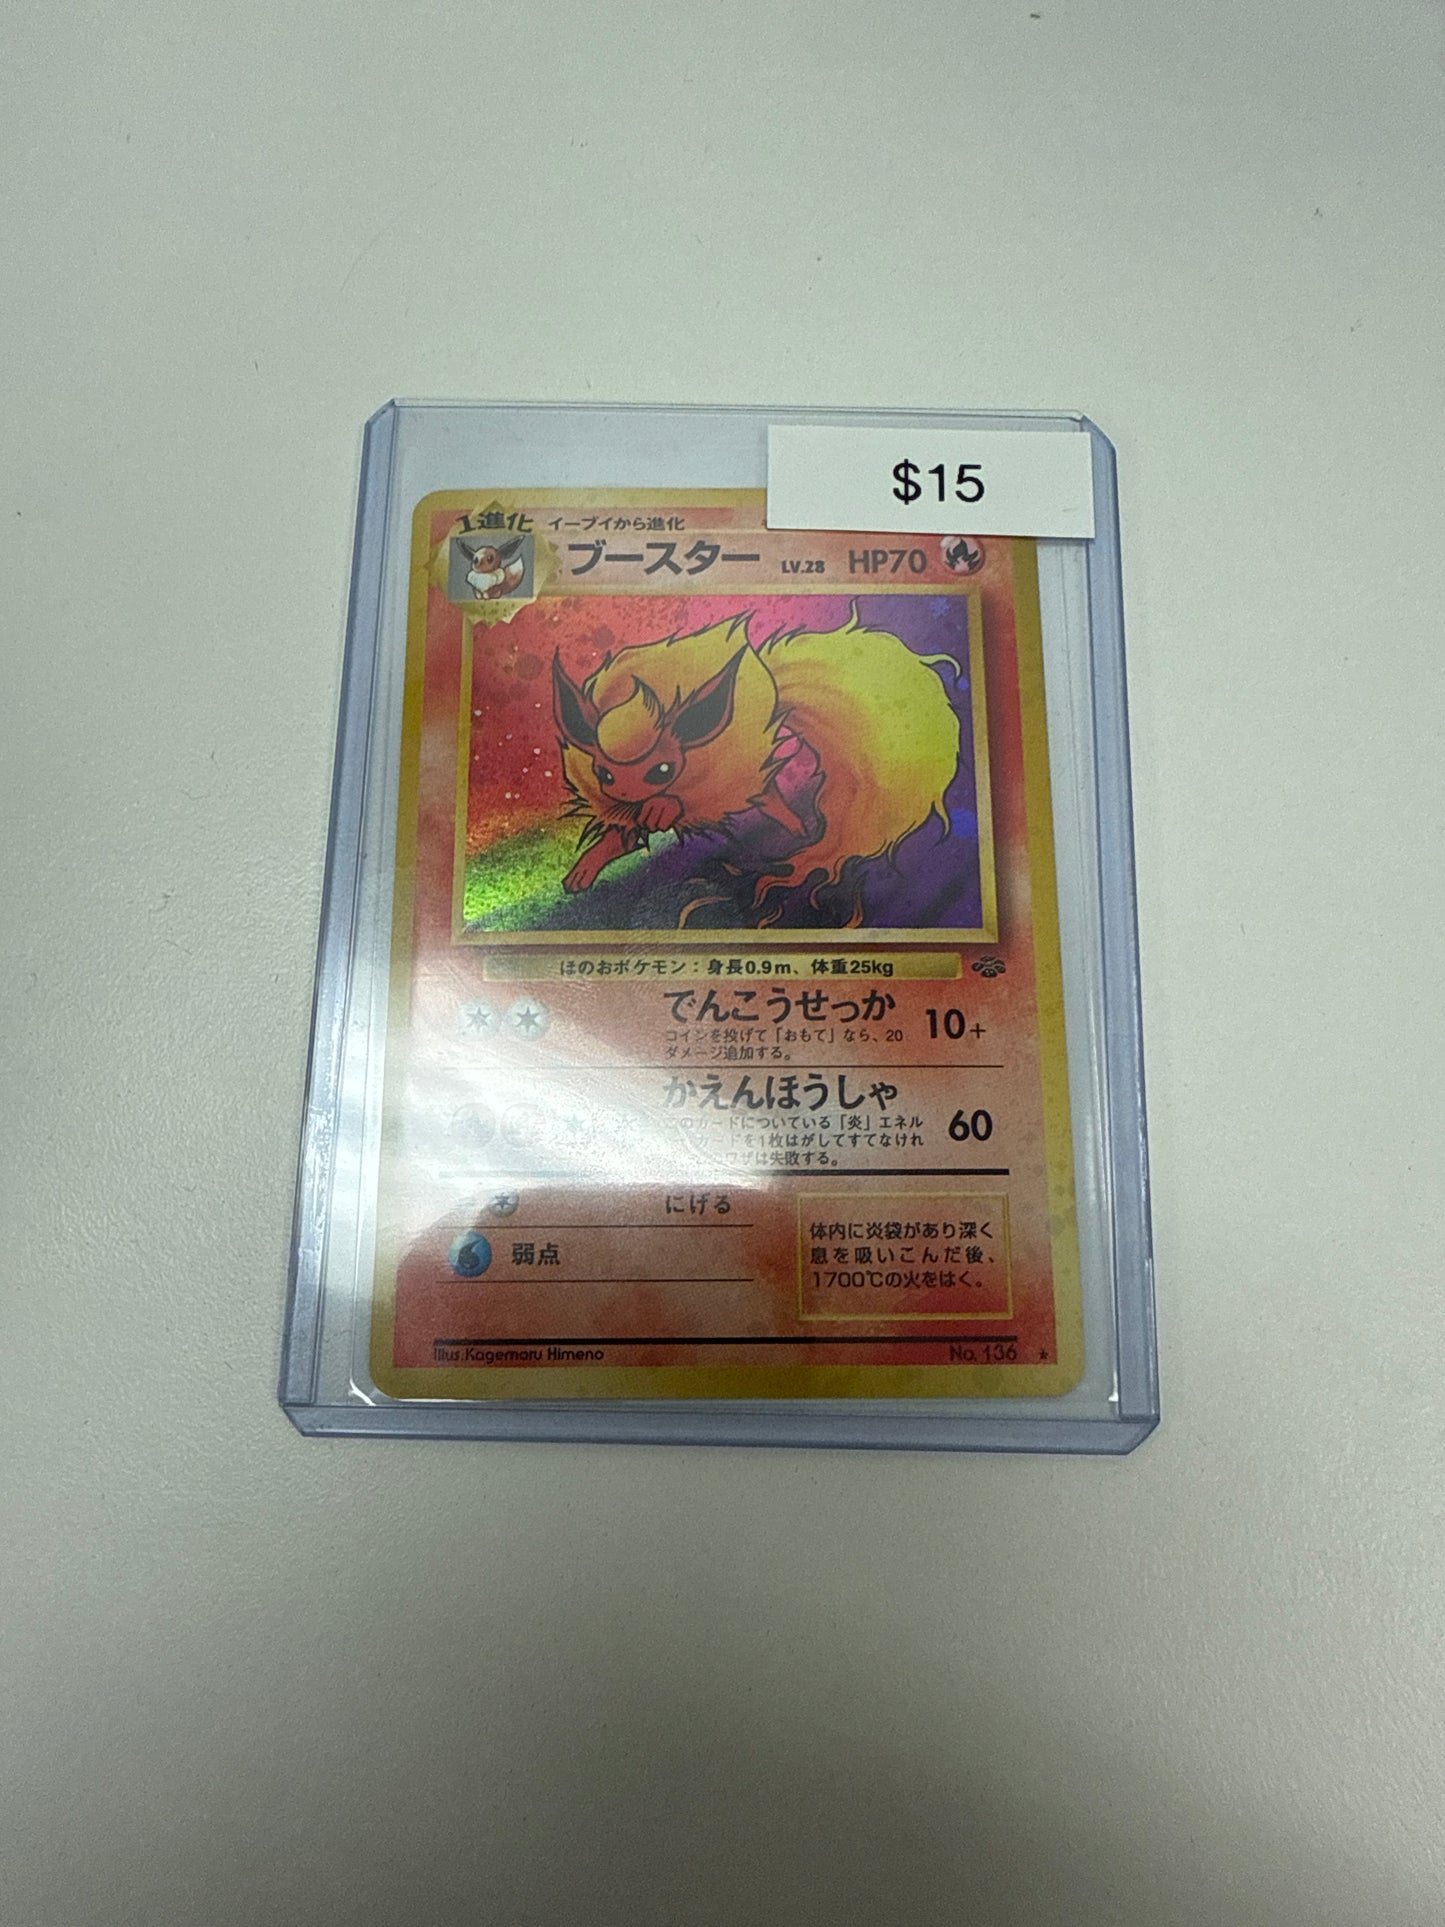 $15
1進化 イーブイから進化
ブースター LV.28 HP70
ほのおポケモン：身長0.9m、体重25kg
でんこうせっか 10+
コインを投げて「おもて」なら、20
ダメージ追加する。
かえんほうしゃ 60
このカードについている「炎」エネル
カードを1枚はがしてすてなけれ
ワザは失敗する。
にげる
弱点
体内に炎袋があり深く
息を吸いこんだ後、
1700℃の火をはく。
Illus.Kagemaru Himeno No. 136 ★